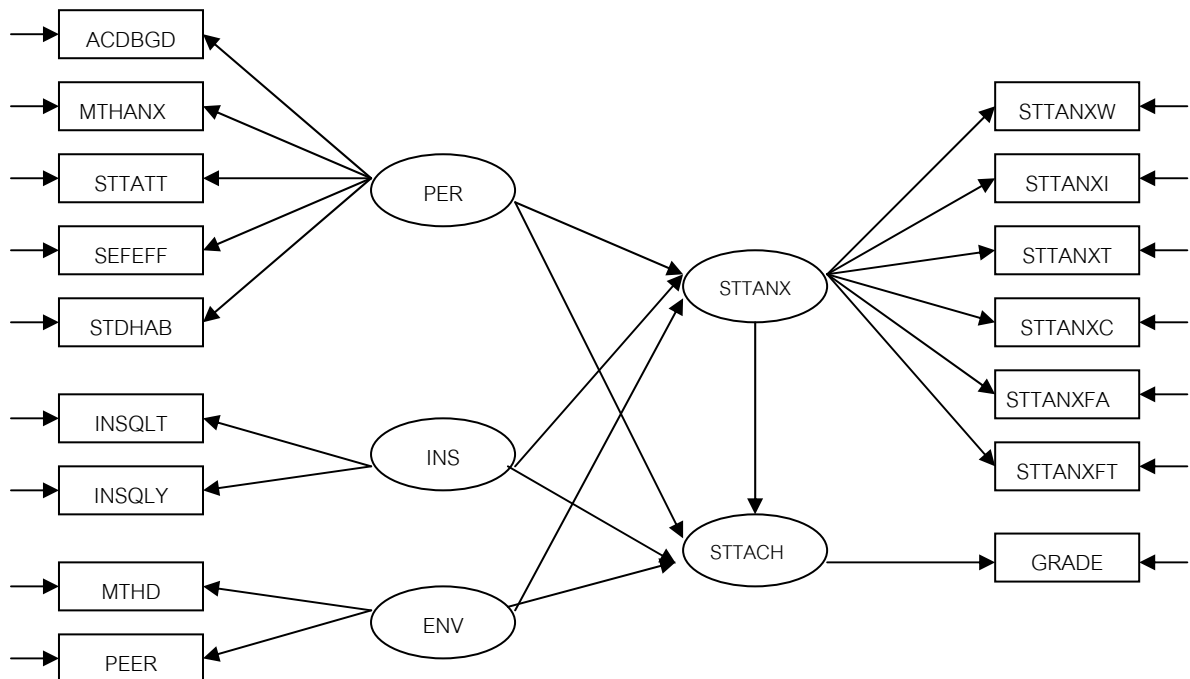 ACDBGD
MTHANX
STTATT
SEFEFF
STDHAB
INSQLT
INSQLY
MTHD
PEER
PER
INS
ENV
STTANX
STTACH
STTANXW
STTANXI
STTANXT
STTANXC
STTANXFA
STTANXFT
GRADE